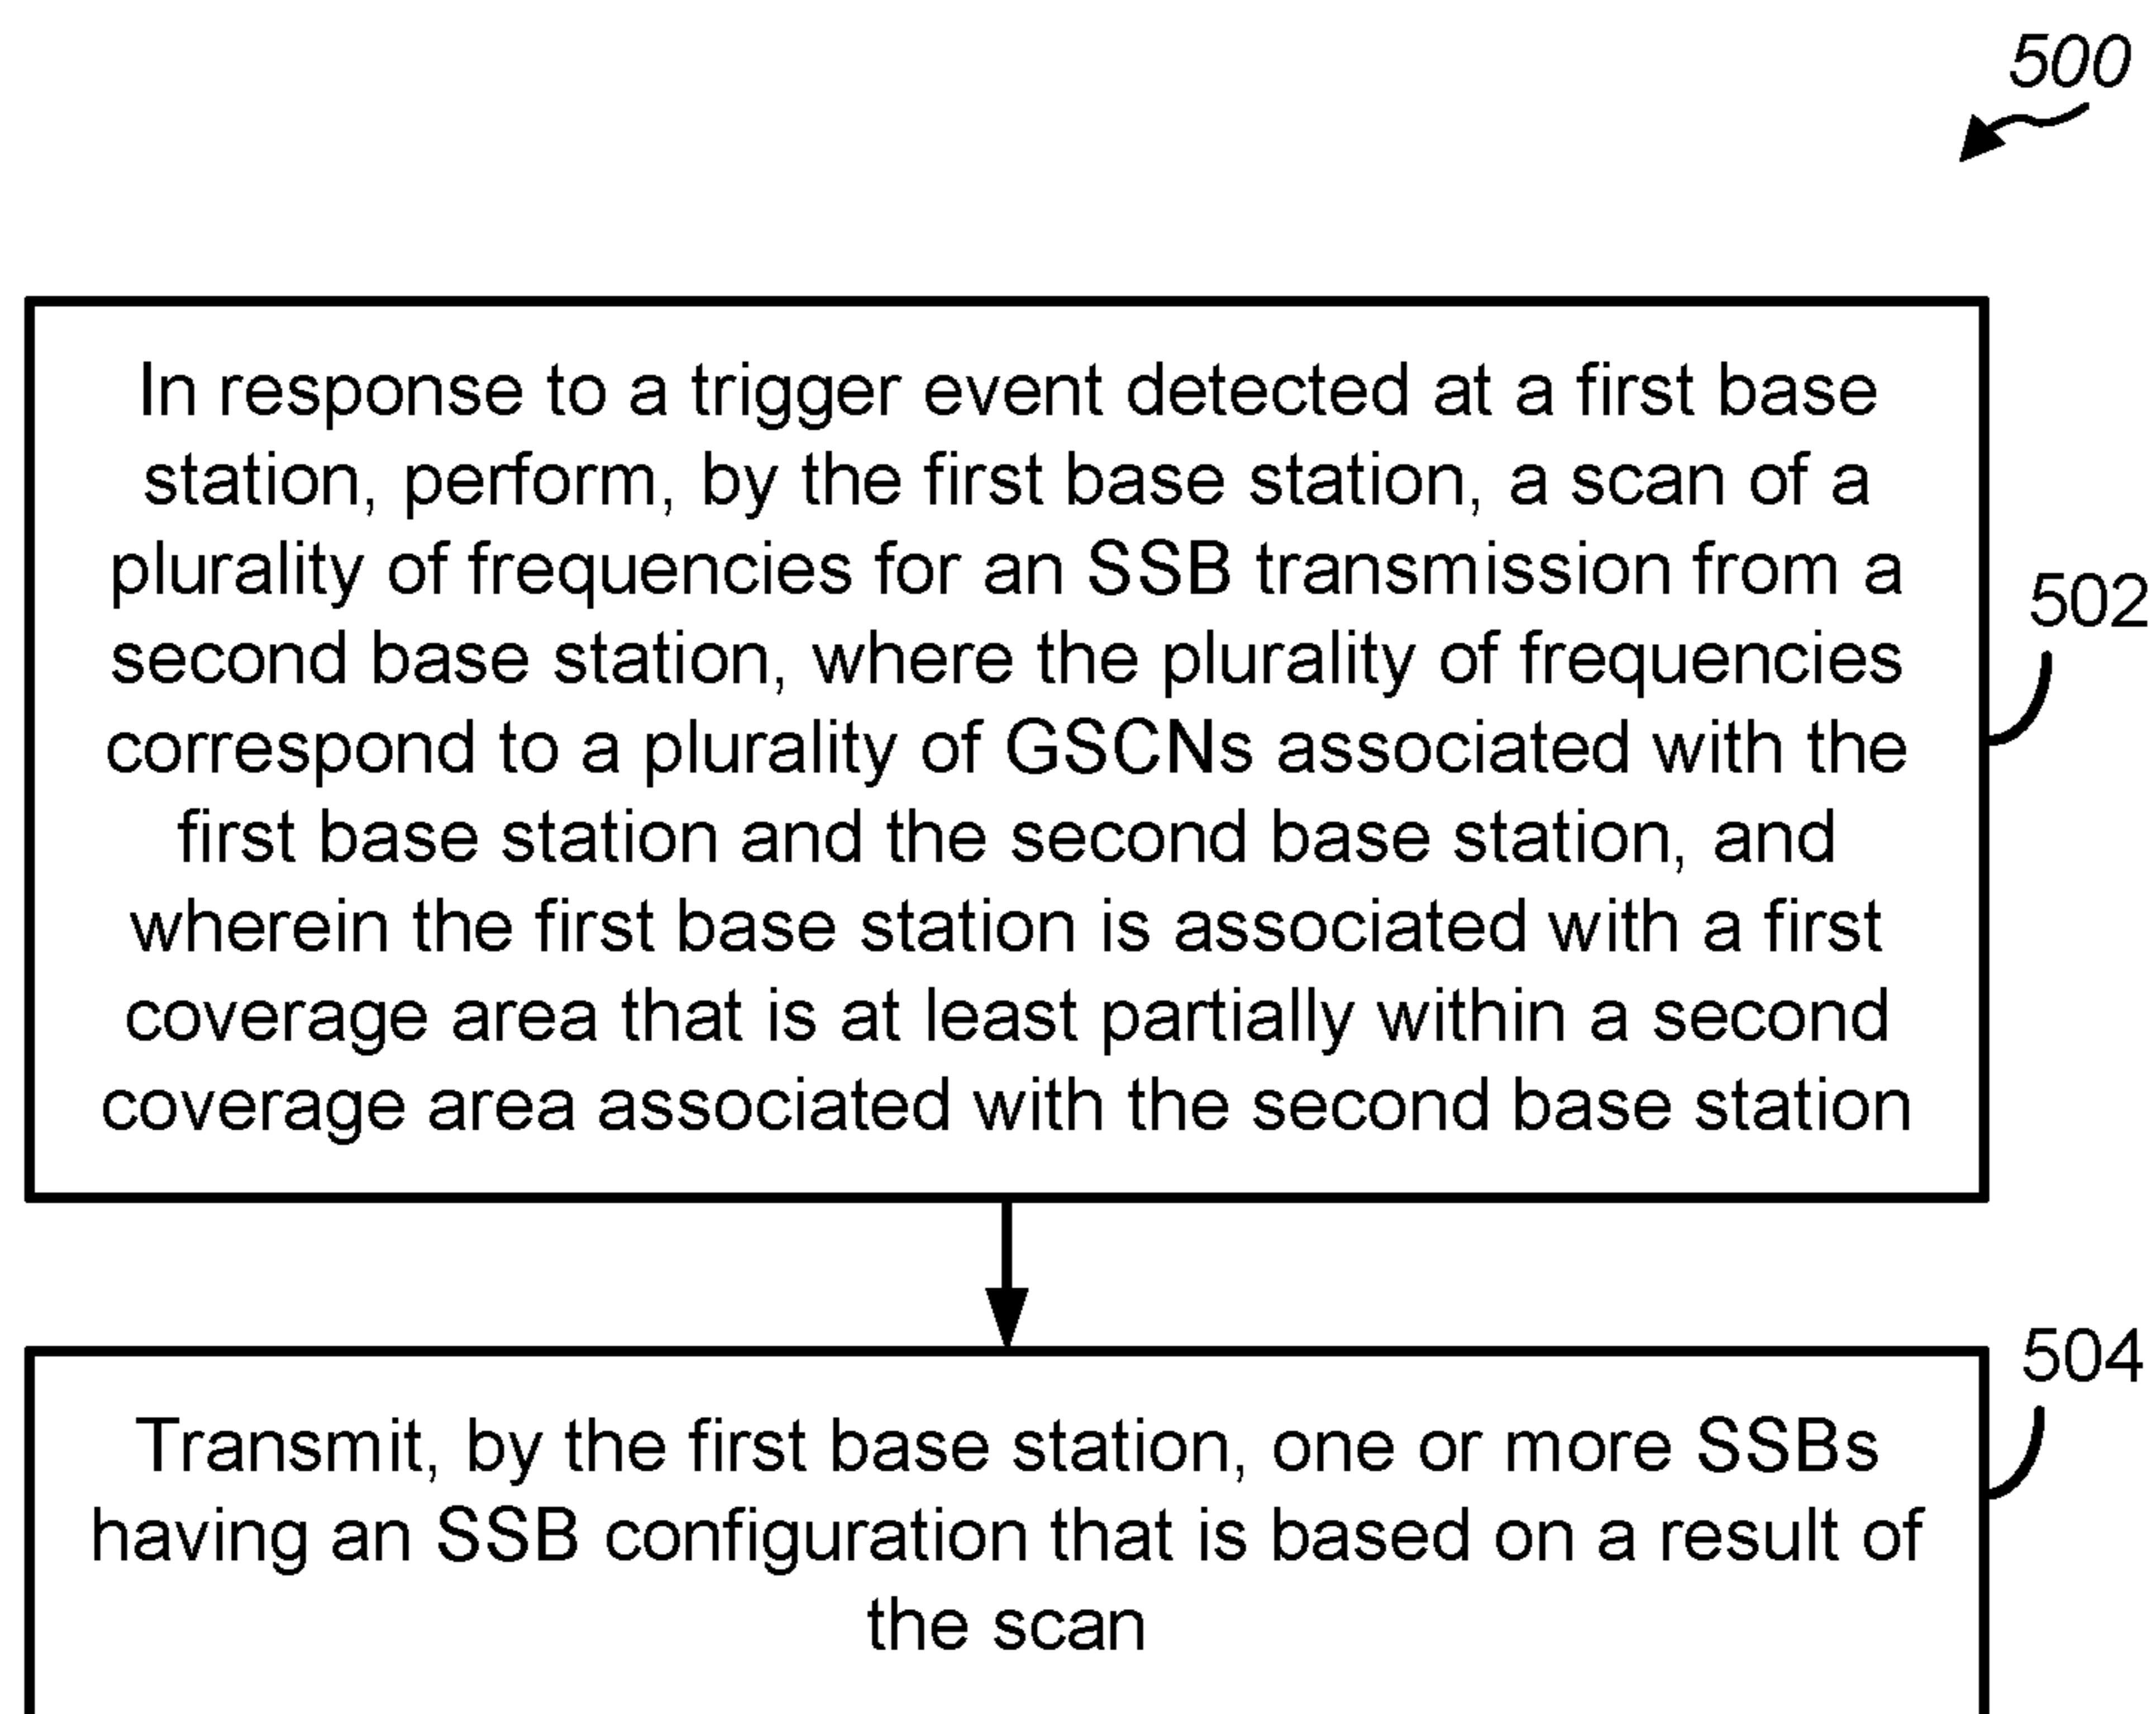 500
In response to a trigger event detected at a first base
station, perform, by the first base station, a scan of a
plurality of frequencies for an SSB transmission from a
second base station, where the plurality of frequencies
correspond to a plurality of GSCNs associated with the
first base station and the second base station, and
wherein the first base station is associated with a first
coverage area that is at least partially within a second
coverage area associated with the second base station
502
504
Transmit, by the first base station, one or more SSBs
having an SSB configuration that is based on a result of
the scan